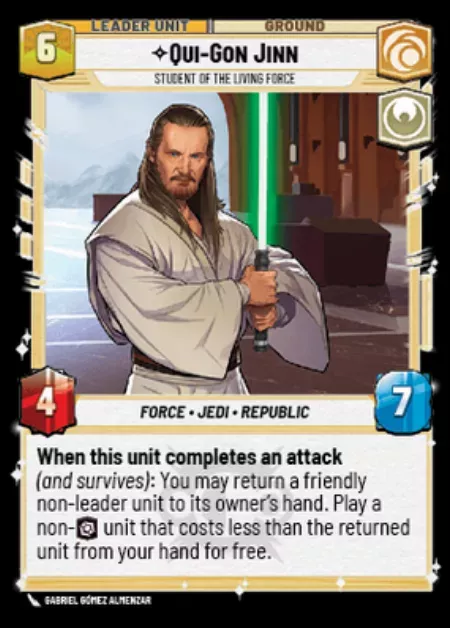 LEADER UNIT GROUND
6
QUI-GON JINN
STUDENT OF THE LIVING FORCE
4
FORCE • JEDI • REPUBLIC
7
When this unit completes an attack
(and survives): You may return a friendly
non-leader unit to its owner's hand. Play a
non- unit that costs less than the returned
unit from your hand for free.
GABRIEL GÓMEZ ALMENZAR